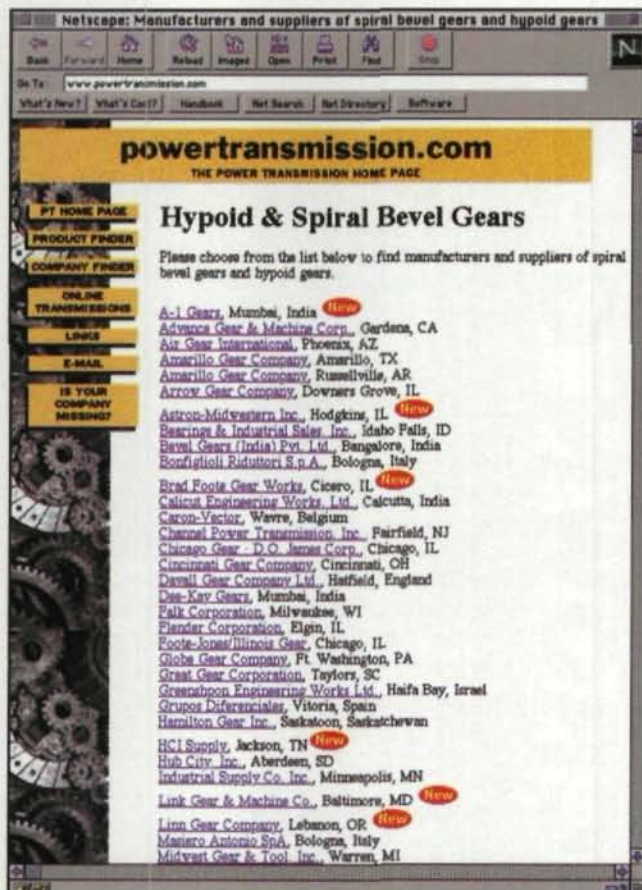 Netscape: Manufacturers and suppliers of spiral bevel gears and hypoid gears
Back Forward Home Reload Images Open Print Find Stop
Go To: www.powertransmission.com
What's New? What's Cool? Handbook Net Search Net Directory Software
N
powertransmission.com
THE POWER TRANSMISSION HOME PAGE
PT HOME PAGE
PRODUCT FINDER
COMPANY FINDER
ONLINE
TRANSMISSIONS
LINKS
E-MAIL
IS YOUR
COMPANY
MISSING?
Hypoid & Spiral Bevel Gears
Please choose from the list below to find manufacturers and suppliers of spiral
bevel gears and hypoid gears.
A-1 Gears, Mumbai, India New
Advance Gear & Machine Corp., Gardena, CA
Air Gear International, Phoenix, AZ
Amarillo Gear Company, Amarillo, TX
Amarillo Gear Company, Russellville, AR
Arrow Gear Company, Downers Grove, IL
Astron-Midwestern Inc., Hodgkins, IL New
Bearings & Industrial Sales, Inc., Idaho Falls, ID
Bevel Gears (India) Pvt. Ltd., Bangalore, India
Bonfiglioli Riduttori S.p.A., Bologna, Italy
Brad Foote Gear Works, Cicero, IL New
Calicut Engineering Works, Ltd., Calcutta, India
Caron-Vector, Wavre, Belgium
Channel Power Transmission, Inc., Fairfield, NJ
Chicago Gear - D.O. James Corp., Chicago, IL
Cincinnati Gear Company, Cincinnati, OH
Davall Gear Company Ltd., Hatfield, England
Dee-Kay Gears, Mumbai, India
Falk Corporation, Milwaukee, WI
Flender Corporation, Elgin, IL
Foote-Jones/Illinois Gear, Chicago, IL
Globe Gear Company, Ft. Washington, PA
Great Gear Corporation, Taylors, SC
Greenshpon Engineering Works Ltd., Haifa Bay, Israel
Grupos Diferenciales, Vitoria, Spain
Hamilton Gear Inc., Saskatoon, Saskatchewan
HCI Supply, Jackson, TN New
Hub City, Inc., Aberdeen, SD
Industrial Supply Co. Inc., Minneapolis, MN
Link Gear & Machine Co., Baltimore, MD New
Linn Gear Company, Lebanon, OR New
Maniero Antonio SpA, Bologna, Italy
Midwest Gear & Tool, Inc., Warren, MI